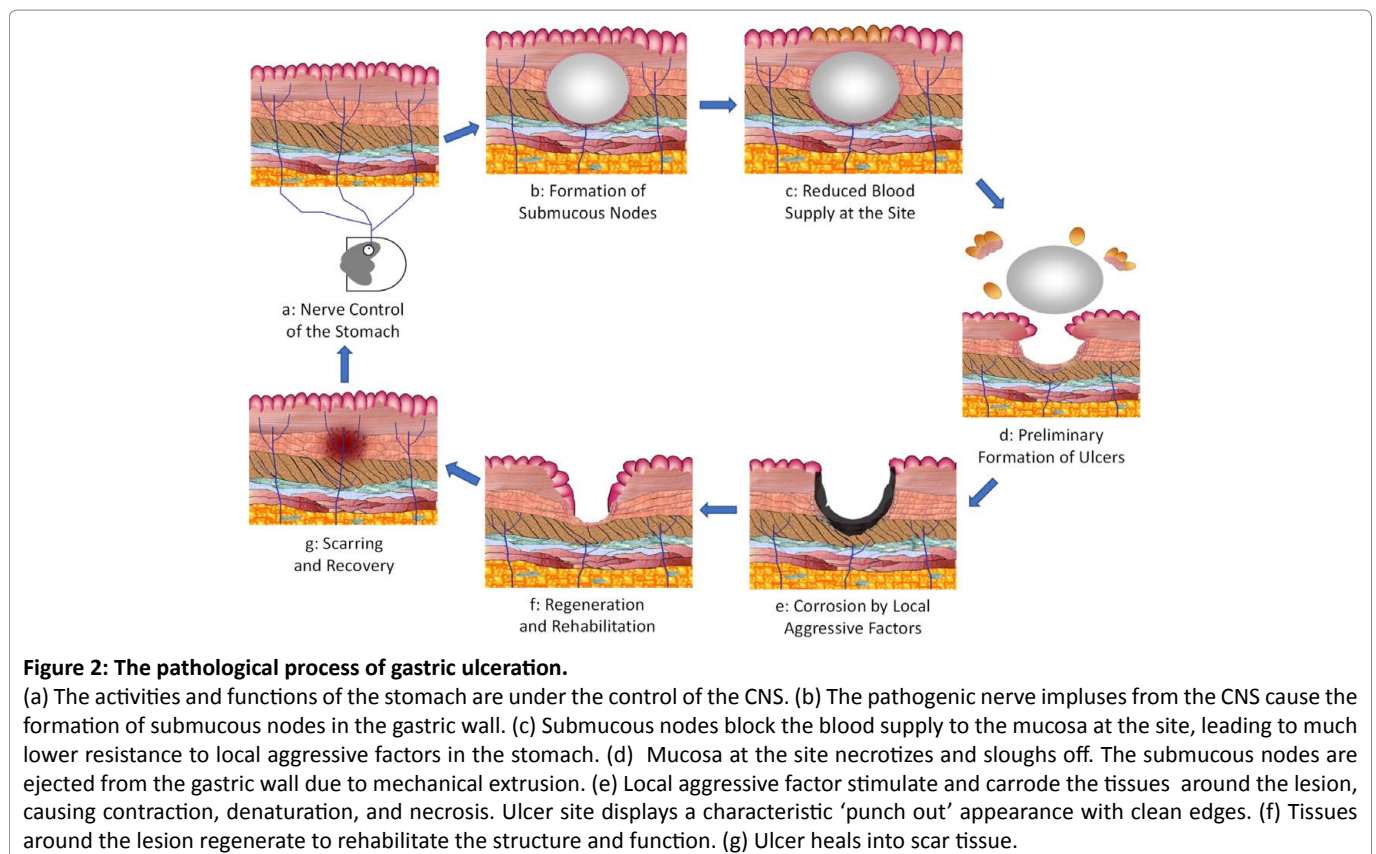 a: Nerve Control
of the Stomach
b: Formation of
Submucous Nodes
c: Reduced Blood
Supply at the Site
d: Preliminary
Formation of Ulcers
e: Corrosion by Local
Aggressive Factors
f: Regeneration
and Rehabilitation
g: Scarring
and Recovery
Figure 2: The pathological process of gastric ulceration.
(a) The activities and functions of the stomach are under the control of the CNS. (b) The pathogenic nerve impluses from the CNS cause the
formation of submucous nodes in the gastric wall. (c) Submucous nodes block the blood supply to the mucosa at the site, leading to much
lower resistance to local aggressive factors in the stomach. (d) Mucosa at the site necrotizes and sloughs off. The submucous nodes are
ejected from the gastric wall due to mechanical extrusion. (e) Local aggressive factor stimulate and carrode the tissues around the lesion,
causing contraction, denaturation, and necrosis. Ulcer site displays a characteristic ‘punch out’ appearance with clean edges. (f) Tissues
around the lesion regenerate to rehabilitate the structure and function. (g) Ulcer heals into scar tissue.